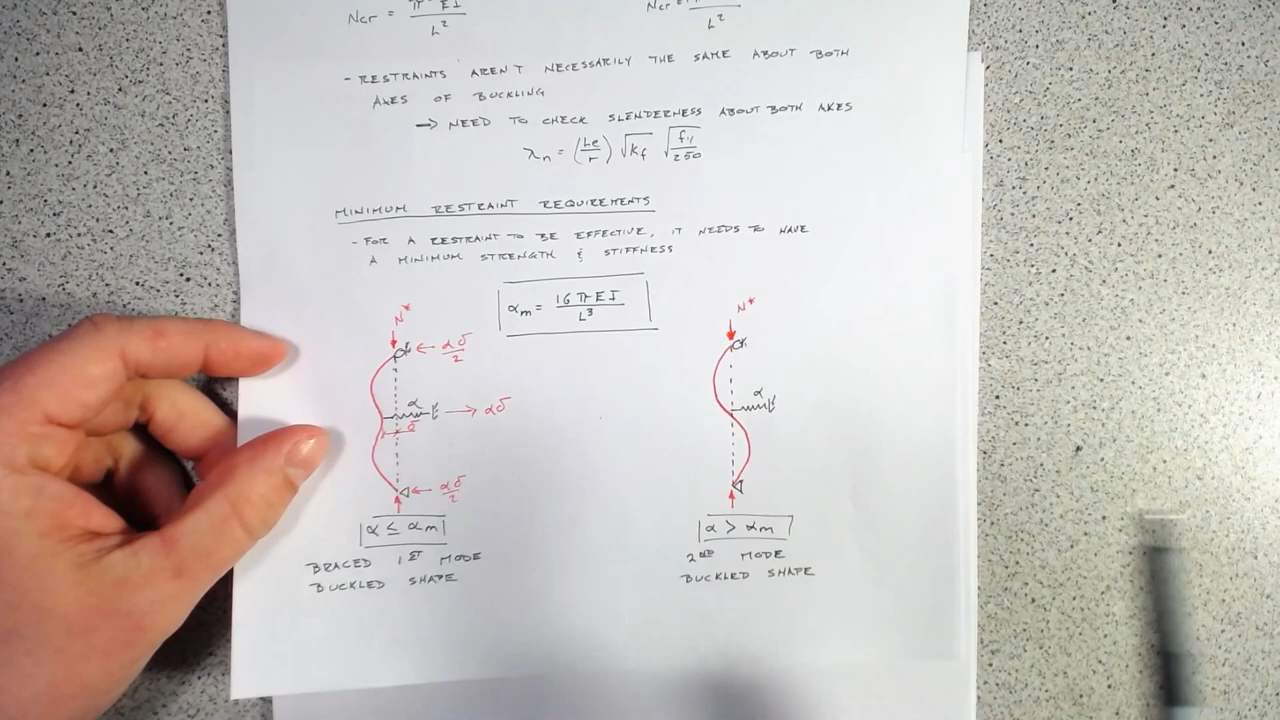 Ncr = π² EI / L²
Ncr = / L²
- RESTRAINTS AREN'T NECESSARILY THE SAME ABOUT BOTH
AXES OF BUCKLING
→ NEED TO CHECK SLENDERNESS ABOUT BOTH AXES
λn = (Le/r) √kf √fy/250
MINIMUM RESTRAINT REQUIREMENTS
- FOR A RESTRAINT TO BE EFFECTIVE, IT NEEDS TO HAVE
A MINIMUM STRENGTH & STIFFNESS
αm = 16 π EI / L³
N*
← αδ/2
α
→ αδ
δ
← αδ/2
α ≤ αm
BRACED 1ST MODE
BUCKLED SHAPE
N*
α
α > αm
2ND MODE
BUCKLED SHAPE